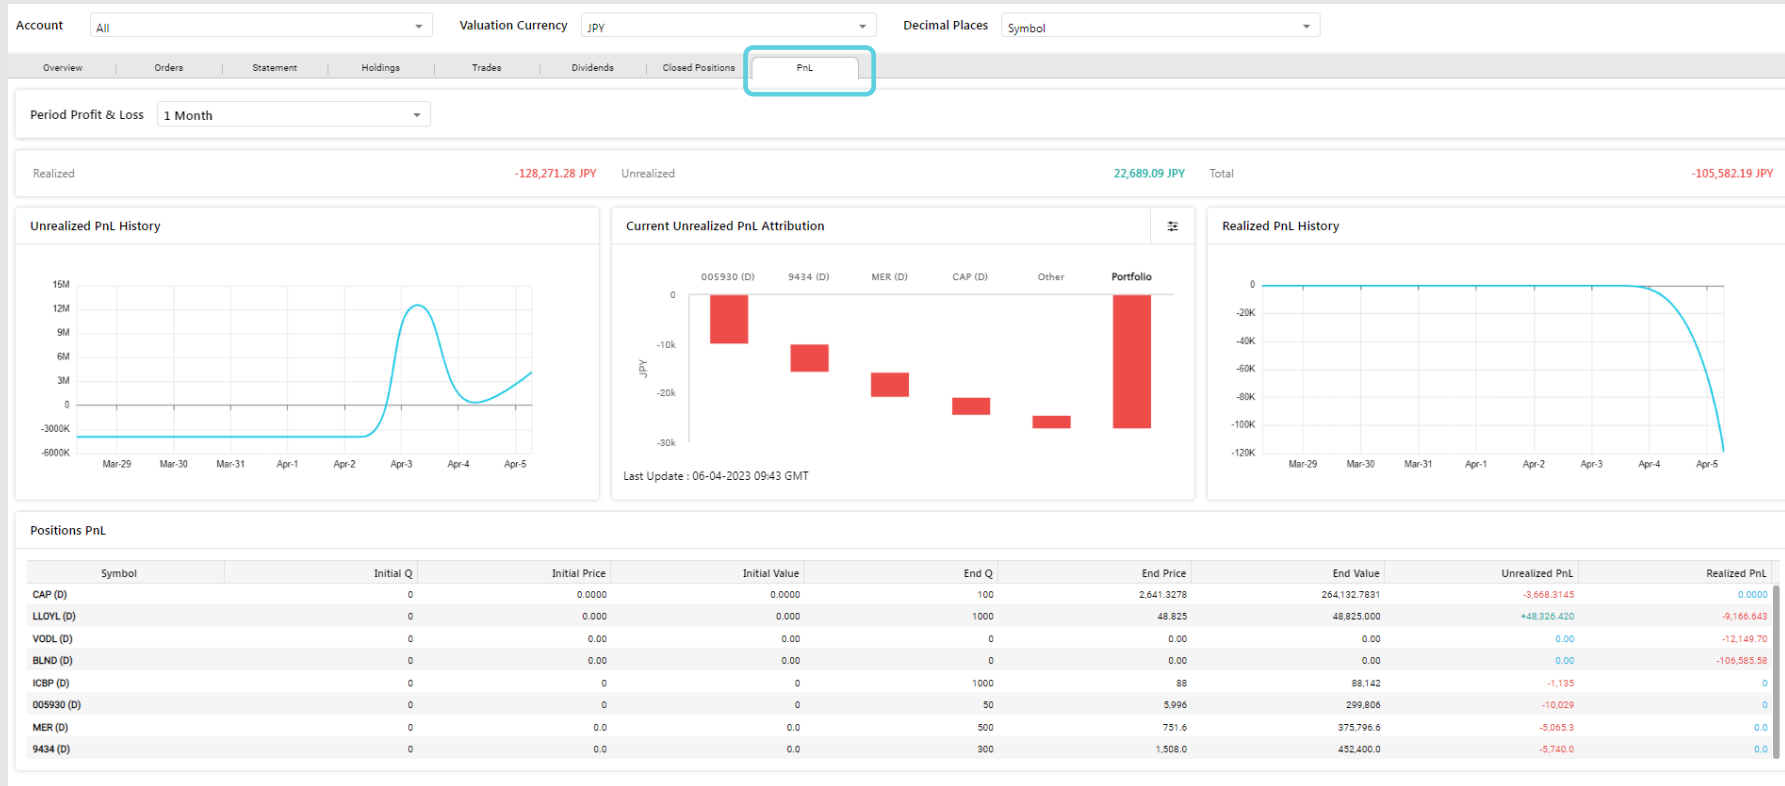 Account All Valuation Currency JPY Decimal Places Symbol
Overview Orders Statement Holdings Trades Dividends Closed Positions PnL
Period Profit & Loss 1 Month
Realized -128,271.28 JPY Unrealized 22,689.09 JPY Total -105,582.19 JPY
Unrealized PnL History
15M
12M
9M
6M
3M
0
-3000K
-6000K
Mar-29 Mar-30 Mar-31 Apr-1 Apr-2 Apr-3 Apr-4 Apr-5
Current Unrealized PnL Attribution
005930 (D) 9434 (D) MER (D) CAP (D) Other Portfolio
0
-10k
-20k
-30k
JPY
Last Update : 06-04-2023 09:43 GMT
Realized PnL History
0
-20K
-40K
-60K
-80K
-100K
-120K
Mar-29 Mar-30 Mar-31 Apr-1 Apr-2 Apr-3 Apr-4 Apr-5
Positions PnL
Symbol Initial Q Initial Price Initial Value End Q End Price End Value Unrealized PnL Realized PnL
CAP (D) 0 0.0000 0.0000 100 2,641.3278 264,132.7831 -3,668.3145 0.0000
LLOYL (D) 0 0.000 0.000 1000 48.825 48,825.000 +48,326.420 -9,166.643
VODL (D) 0 0.00 0.00 0 0.00 0.00 0.00 -12,149.70
BLND (D) 0 0.00 0.00 0 0.00 0.00 0.00 -106,585.58
ICBP (D) 0 0 0 1000 88 88,142 -1,135 0
005930 (D) 0 0 0 50 5,996 299,806 -10,029 0
MER (D) 0 0.0 0.0 500 751.6 375,796.6 -5,065.3 0.0
9434 (D) 0 0.0 0.0 300 1,508.0 452,400.0 -5,740.0 0.0